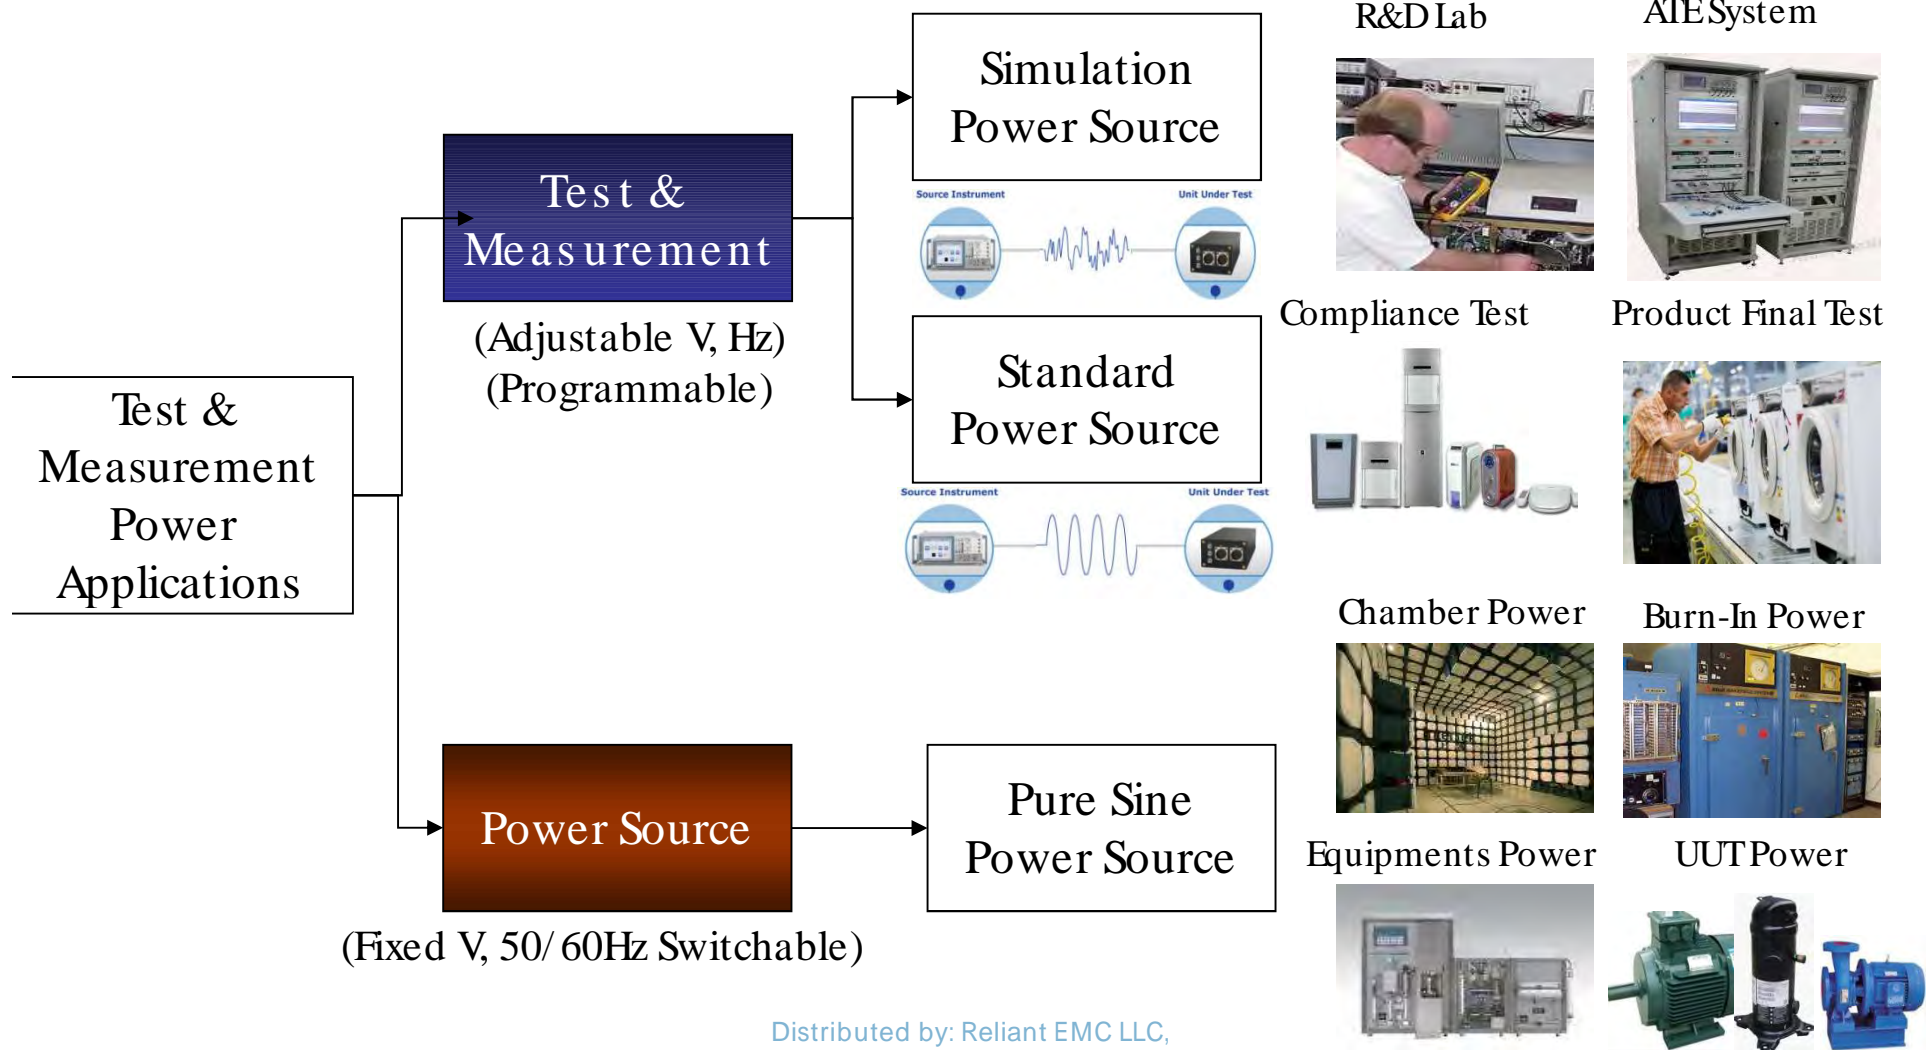 R&D Lab
ATE System
Simulation
Power Source
Test &
Measurement
Source Instrument
Unit Under Test
(Adjustable V, Hz)
(Programmable)
Compliance Test
Product Final Test
Standard
Power Source
Test &
Measurement
Power
Applications
Source Instrument
Unit Under Test
Chamber Power
Burn-In Power
Power Source
Pure Sine
Power Source
(Fixed V, 50/60Hz Switchable)
Equipments Power
UUT Power
Distributed by: Reliant EMC LLC,